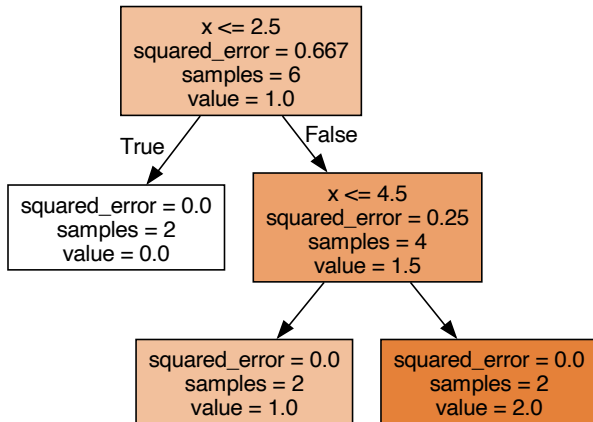 x <= 2.5
squared_error = 0.667
samples = 6
value = 1.0
True
False
squared_error = 0.0
samples = 2
value = 0.0
x <= 4.5
squared_error = 0.25
samples = 4
value = 1.5
squared_error = 0.0
samples = 2
value = 1.0
squared_error = 0.0
samples = 2
value = 2.0